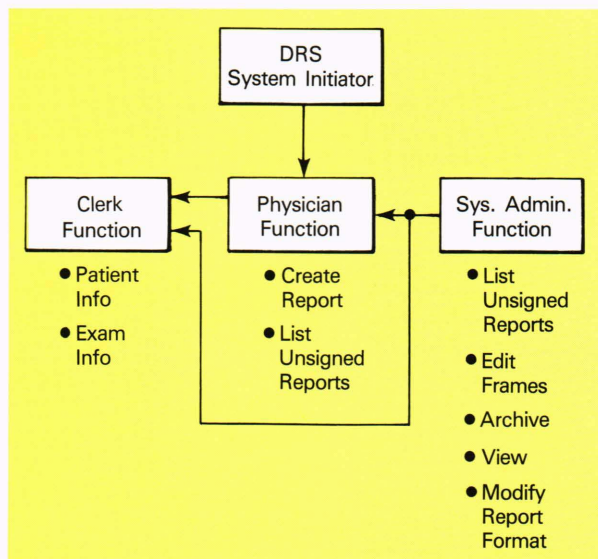 DRS
System Initiator
Clerk
Function
Physician
Function
Sys. Admin.
Function
● Patient
Info
● Exam
Info
● Create
Report
● List
Unsigned
Reports
● List
Unsigned
Reports
● Edit
Frames
● Archive
● View
● Modify
Report
Format